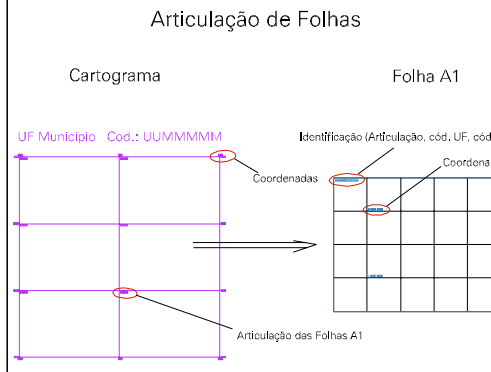 Articulação de Folhas
Cartograma
Folha A1
UF Município Cod.: UUMMMMM
Identificação (Articulação, cód. UF, cód
Coordena
Coordenadas
Articulação das Folhas A1